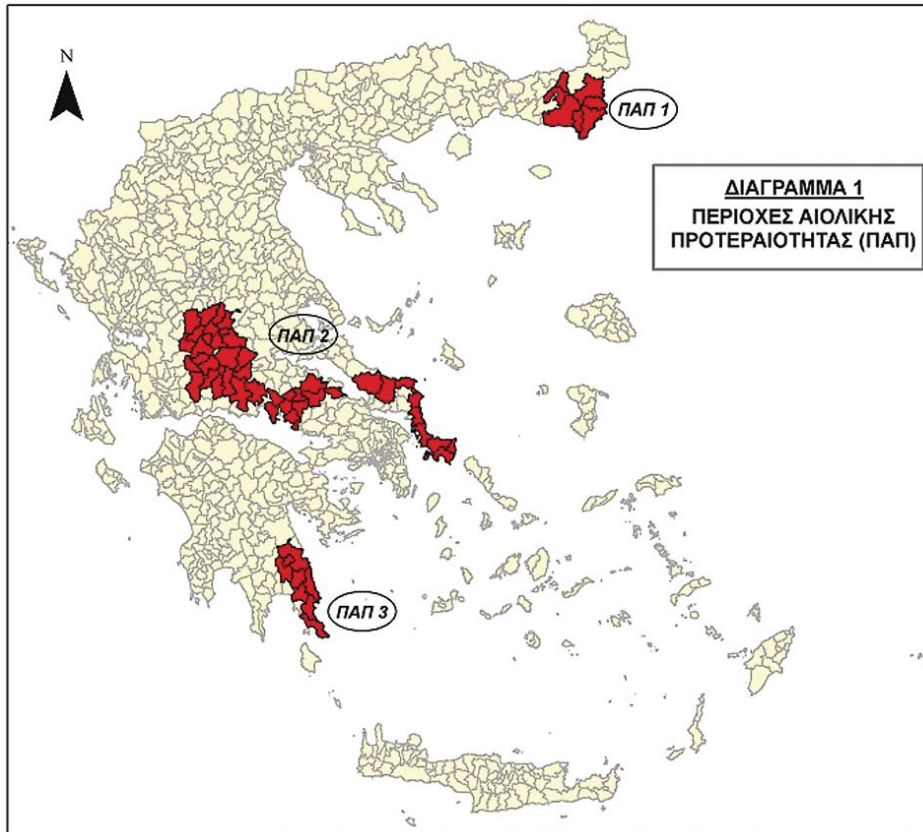 N
ΠΑΠ 1
ΔΙΑΓΡΑΜΜΑ 1
ΠΕΡΙΟΧΕΣ ΑΙΟΛΙΚΗΣ
ΠΡΟΤΕΡΑΙΟΤΗΤΑΣ (ΠΑΠ)
ΠΑΠ 2
ΠΑΠ 3